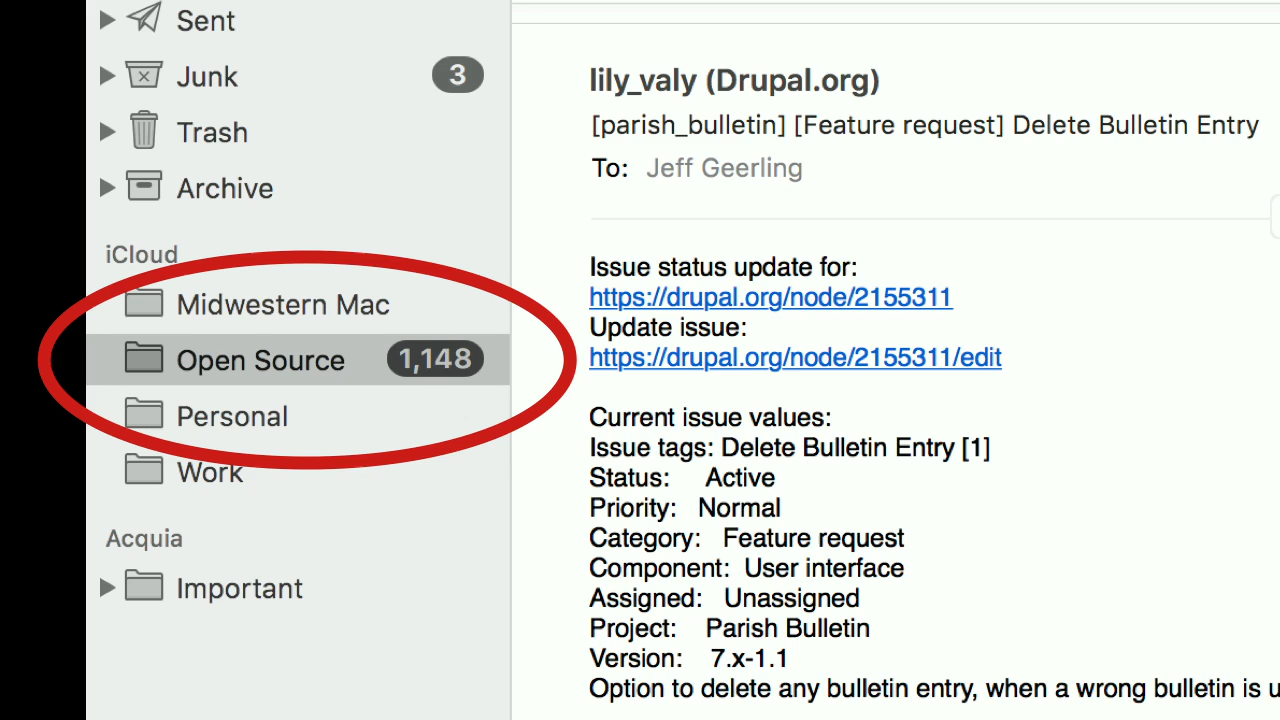 Sent
Junk 3
Trash
Archive
iCloud
Midwestern Mac
Open Source 1,148
Personal
Work
Acquia
Important
lily_valy (Drupal.org)
[parish_bulletin] [Feature request] Delete Bulletin Entry
To: Jeff Geerling
Issue status update for:
https://drupal.org/node/2155311
Update issue:
https://drupal.org/node/2155311/edit
Current issue values:
Issue tags: Delete Bulletin Entry [1]
Status: Active
Priority: Normal
Category: Feature request
Component: User interface
Assigned: Unassigned
Project: Parish Bulletin
Version: 7.x-1.1
Option to delete any bulletin entry, when a wrong bulletin is